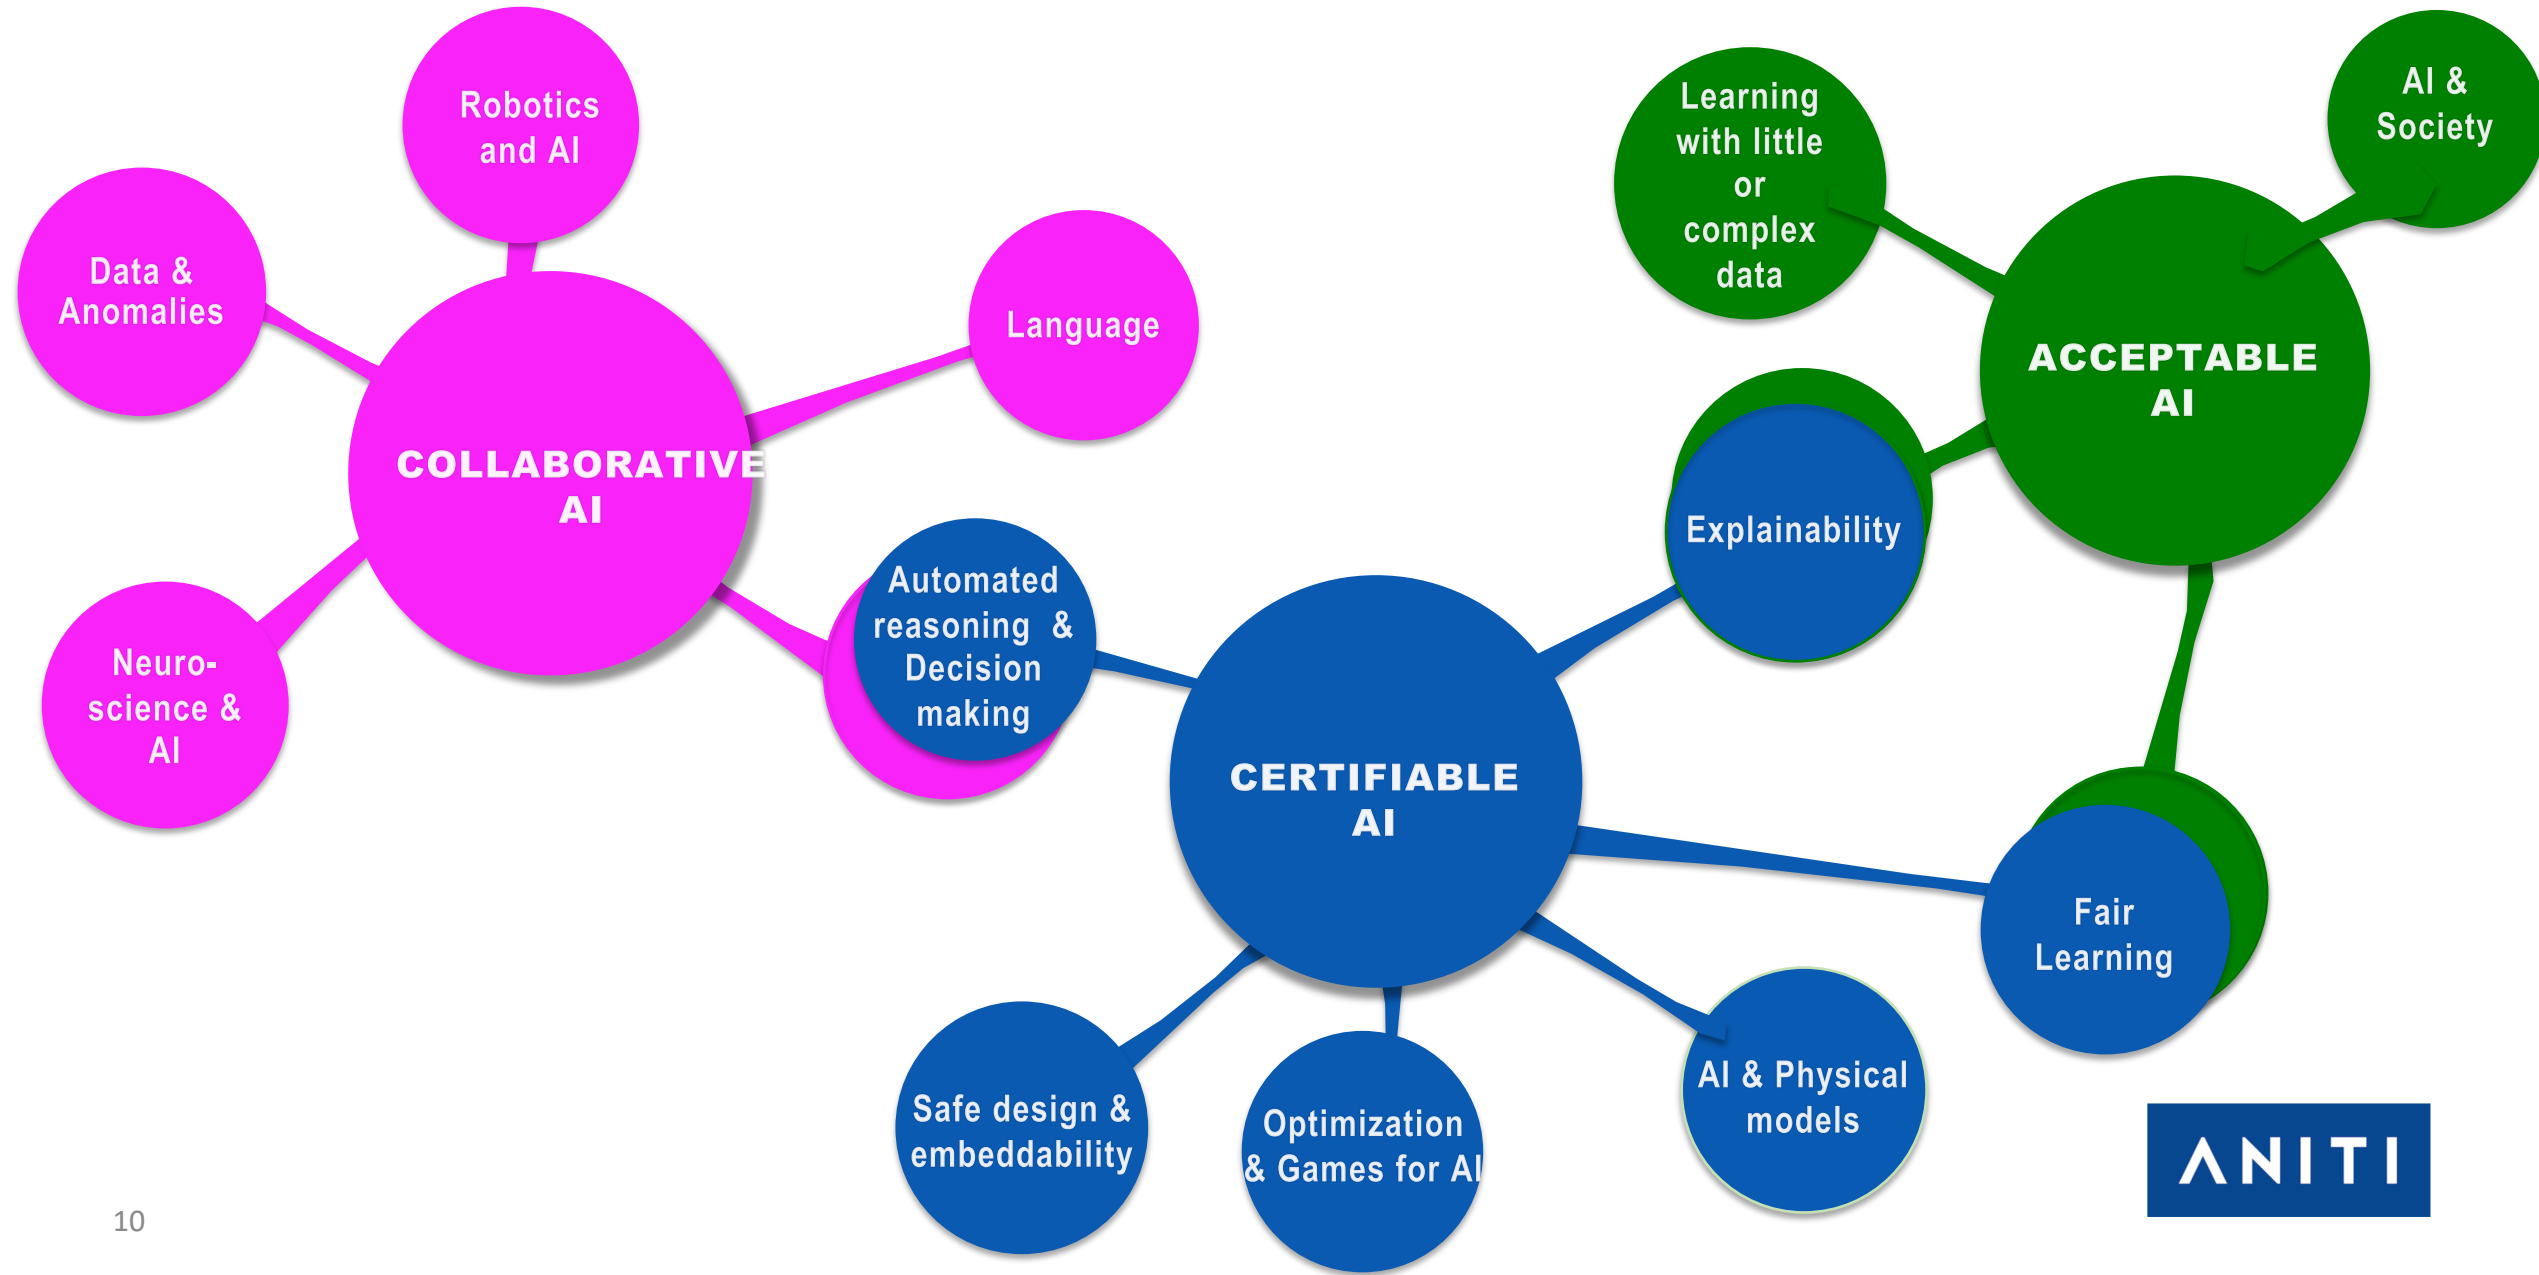 Robotics
and AI
Data &
Anomalies
Language
COLLABORATIVE
AI
Neuro-
science &
AI
Automated
reasoning &
Decision
making
Learning
with little
or
complex
data
AI &
Society
ACCEPTABLE
AI
Explainability
CERTIFIABLE
AI
Fair
Learning
Safe design &
embeddability
Optimization
& Games for AI
AI & Physical
models
ANITI
10